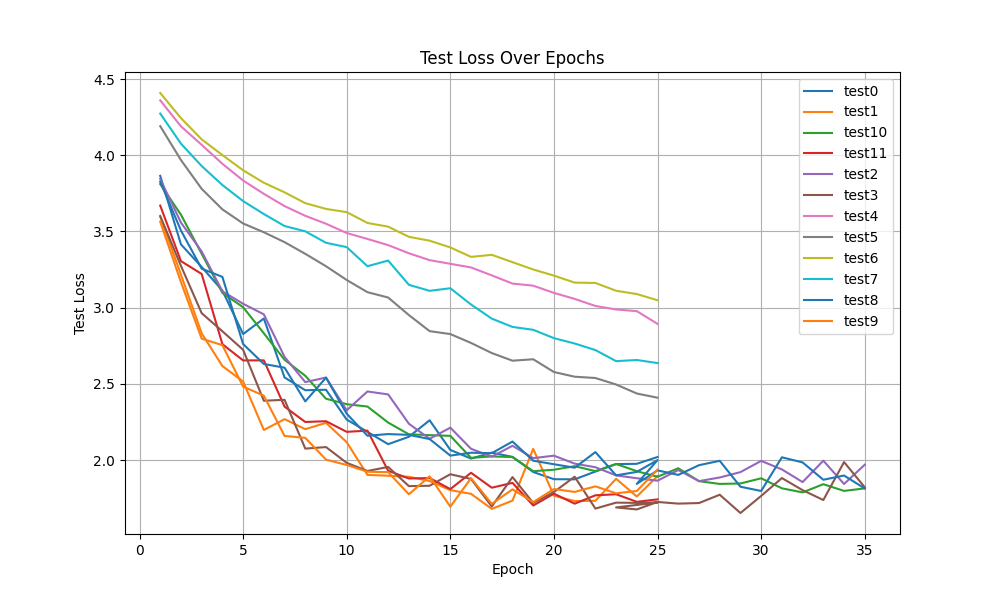 Test Loss Over Epochs
Test Loss
4.5
4.0
3.5
3.0
2.5
2.0
0
5
10
15
20
25
30
35
Epoch
test0
test1
test10
test11
test2
test3
test4
test5
test6
test7
test8
test9